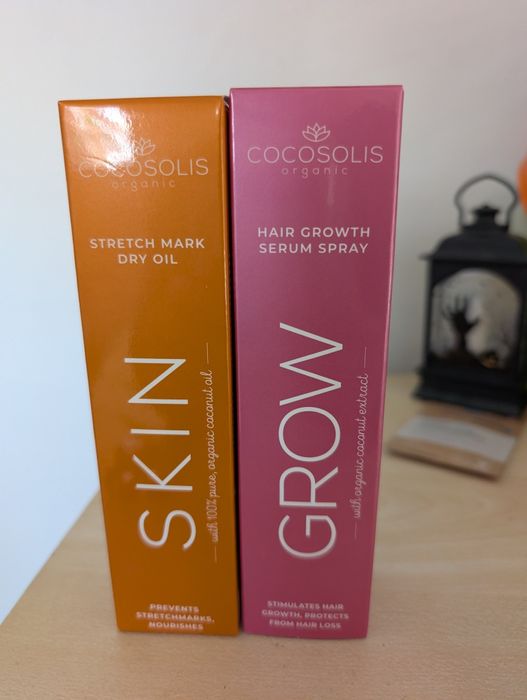 COCOSOLIS
organic
STRETCH MARK
DRY OIL
SKIN
with 100% pure, organic coconut oil
PREVENTS
STRETCHMARKS,
NOURISHES
COCOSOLIS
organic
HAIR GROWTH
SERUM SPRAY
GROW
with organic coconut extract
STIMULATES HAIR
GROWTH, PROTECTS
FROM HAIR LOSS